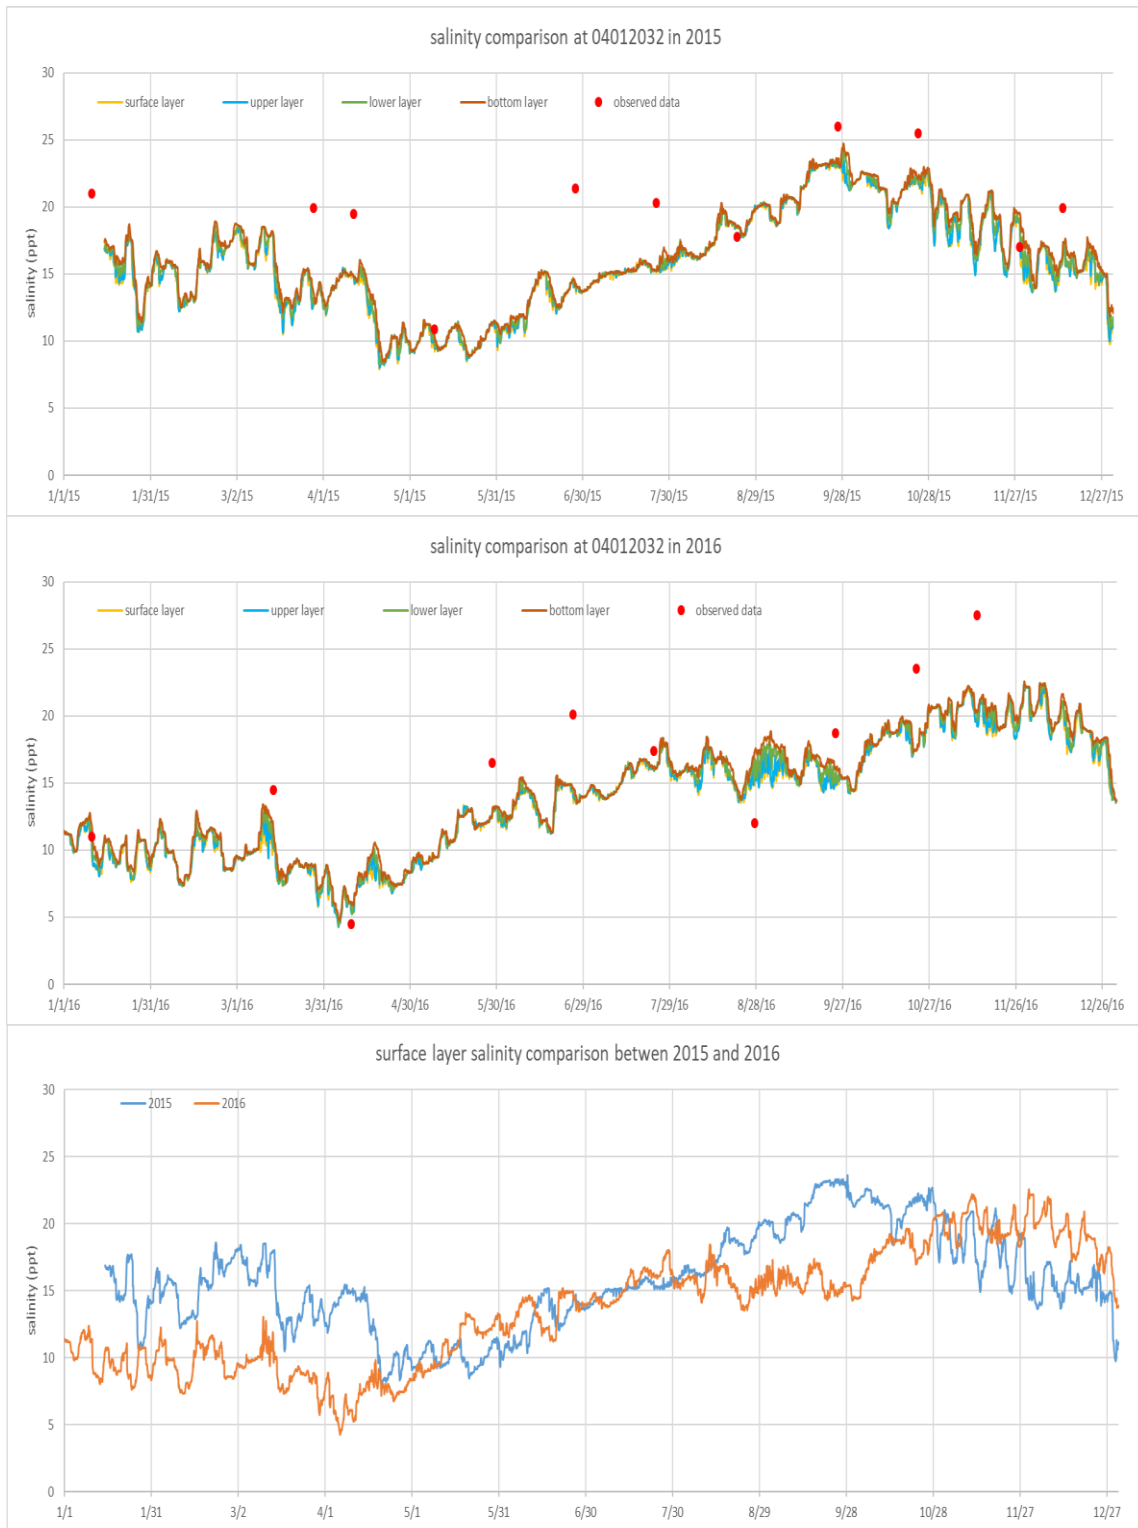 salinity comparison at 04012032 in 2015
30
surface layer upper layer lower layer bottom layer observed data
25
20
salinity (ppt)
15
10
5
0
1/1/15 1/31/15 3/2/15 4/1/15 5/1/15 5/31/15 6/30/15 7/30/15 8/29/15 9/28/15 10/28/15 11/27/15 12/27/15
salinity comparison at 04012032 in 2016
30
surface layer upper layer lower layer bottom layer observed data
25
20
salinity (ppt)
15
10
5
0
1/1/16 1/31/16 3/1/16 3/31/16 4/30/16 5/30/16 6/29/16 7/29/16 8/28/16 9/27/16 10/27/16 11/26/16 12/26/16
surface layer salinity comparison betwen 2015 and 2016
30
2015 2016
25
20
salinity (ppt)
15
10
5
0
1/1 1/31 3/2 4/1 5/1 5/31 6/30 7/30 8/29 9/28 10/28 11/27 12/27